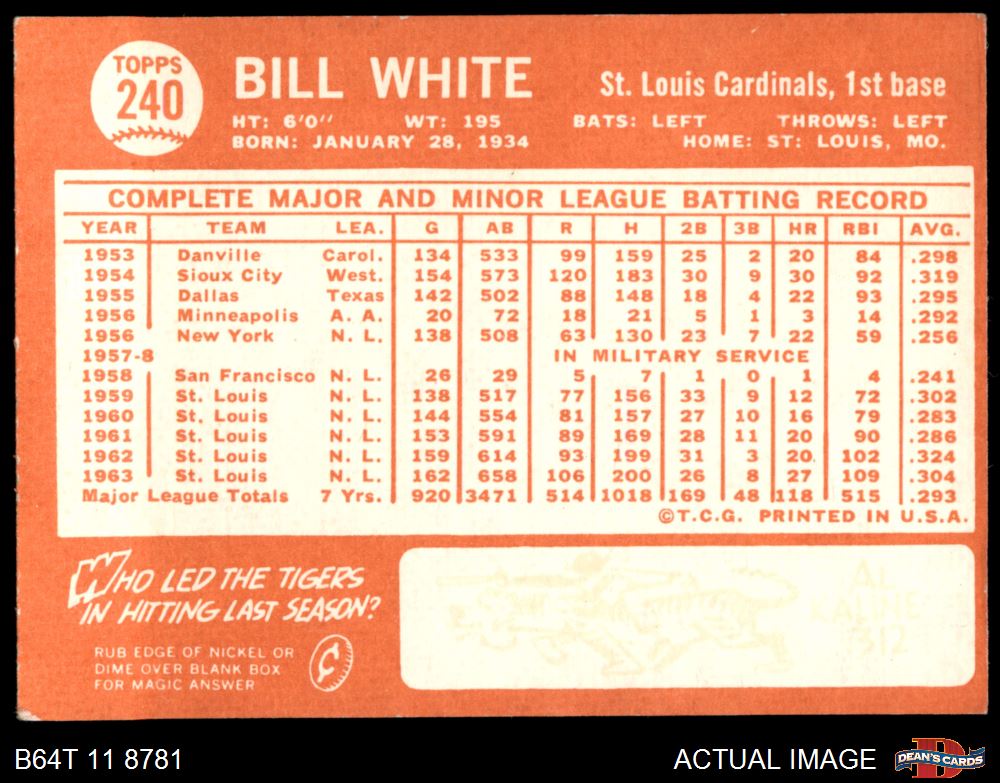 TOPPS
240
BILL WHITE
St. Louis Cardinals, 1st base
HT: 6'0" WT: 195 BATS: LEFT THROWS: LEFT
BORN: JANUARY 28, 1934 HOME: ST: LOUIS, MO.
COMPLETE MAJOR AND MINOR LEAGUE BATTING RECORD
YEAR TEAM LEA. G AB R H 2B 3B HR RBI AVG.
1953 Danville Carol. 134 533 99 159 25 2 20 84 .298
1954 Sioux City West. 154 573 120 183 30 9 30 92 .319
1955 Dallas Texas 142 502 88 148 18 4 22 93 .295
1956 Minneapolis A. A. 20 72 18 21 5 1 3 14 .292
1956 New York N. L. 138 508 63 130 23 7 22 59 .256
1957-8 IN MILITARY SERVICE
1958 San Francisco N. L. 26 29 5 7 1 0 1 4 .241
1959 St. Louis N. L. 138 517 77 156 33 9 12 72 .302
1960 St. Louis N. L. 144 554 81 157 27 10 16 79 .283
1961 St. Louis N. L. 153 591 89 169 28 11 20 90 .286
1962 St. Louis N. L. 159 614 93 199 31 3 20 102 .324
1963 St. Louis N. L. 162 658 106 200 26 8 27 109 .304
Major League Totals 7 Yrs. 920 3471 514 1018 169 48 118 515 .293
©T.C.G. PRINTED IN U.S.A.
WHO LED THE TIGERS
IN HITTING LAST SEASON?
RUB EDGE OF NICKEL OR
DIME OVER BLANK BOX
FOR MAGIC ANSWER
AL
KALINE
.312
B64T 11 8781
ACTUAL IMAGE
DEAN'S CARDS